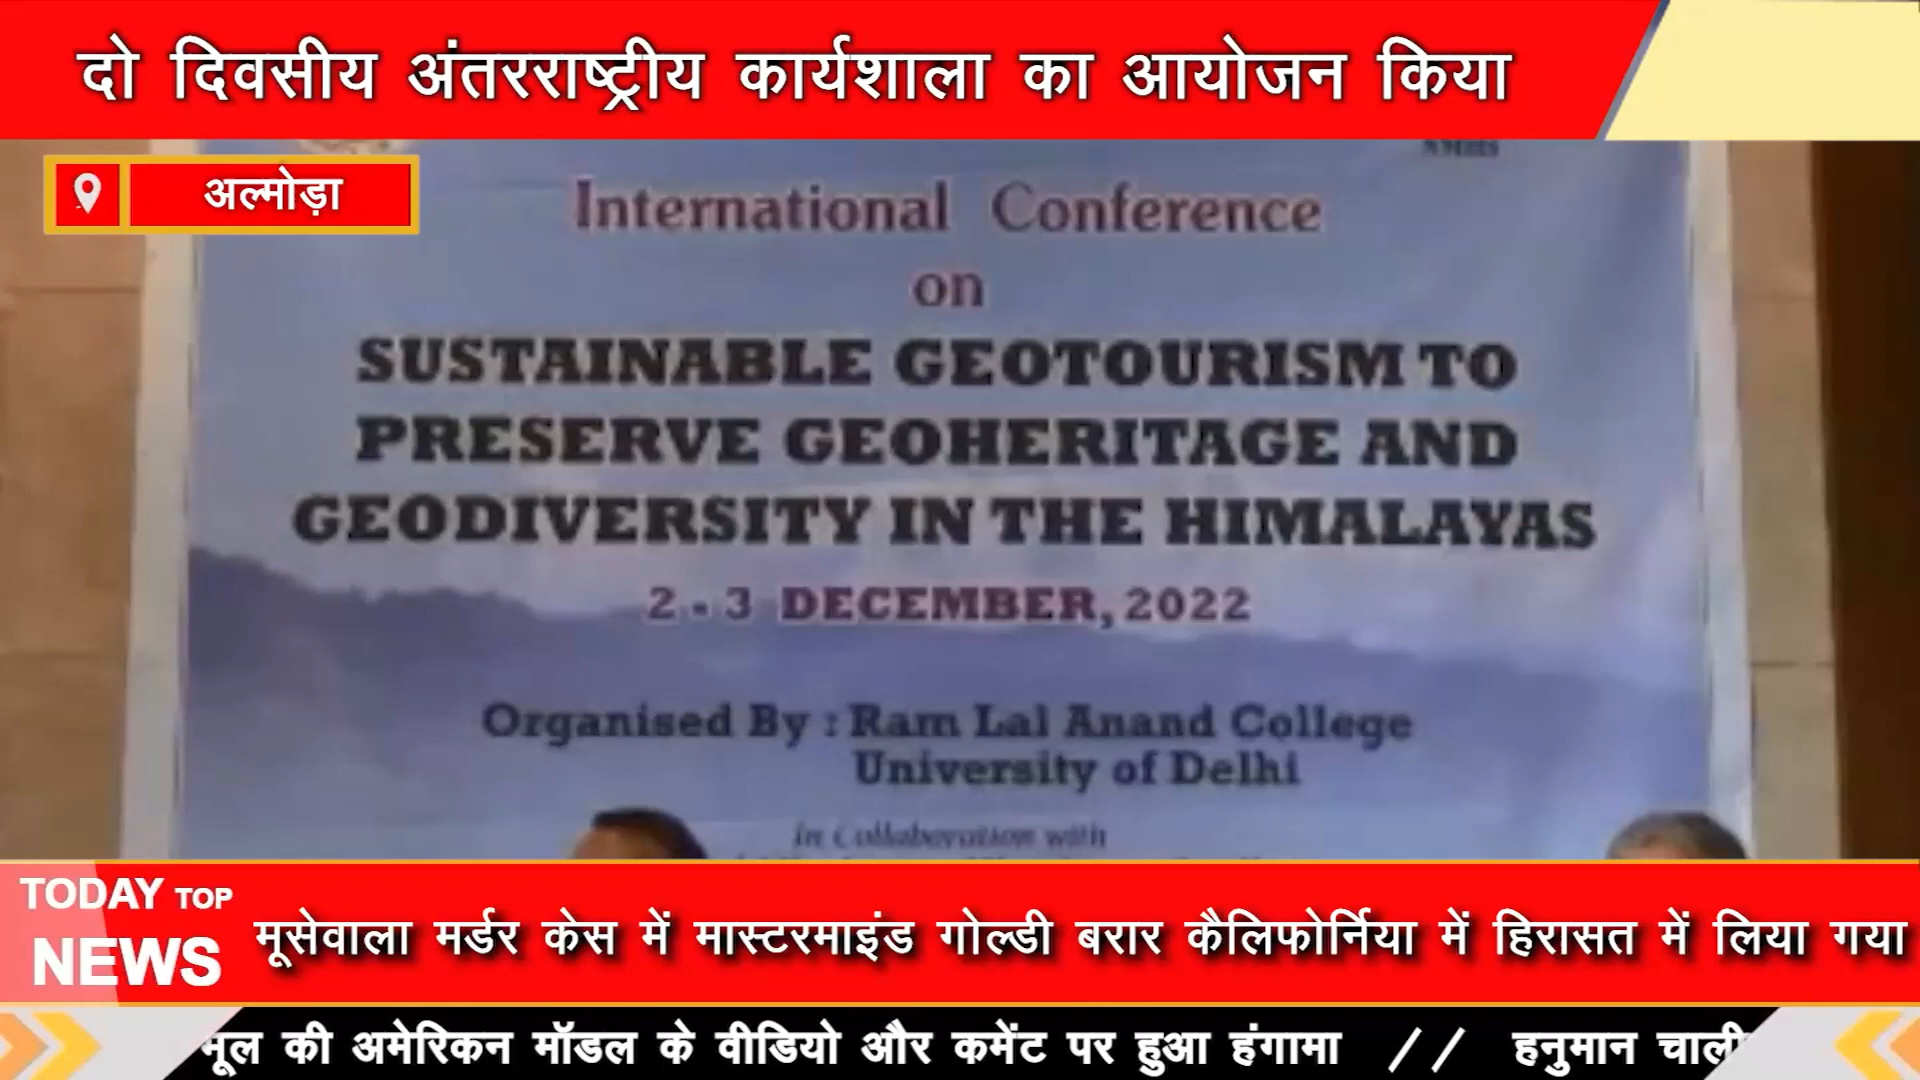 दो दिवसीय अंतरराष्ट्रीय कार्यशाला का आयोजन किया
अल्मोड़ा
International Conference
on
SUSTAINABLE GEOTOURISM TO
PRESERVE GEOHERITAGE AND
GEODIVERSITY IN THE HIMALAYAS
2 - 3 DECEMBER, 2022
Organised By : Ram Lal Anand College
University of Delhi
In Collaboration with
TODAY TOP
NEWS
मूसेवाला मर्डर केस में मास्टरमाइंड गोल्डी बरार कैलिफोर्निया में हिरासत में लिया गया
मूल की अमेरिकन मॉडल के वीडियो और कमेंट पर हुआ हंगामा // हनुमान चाली